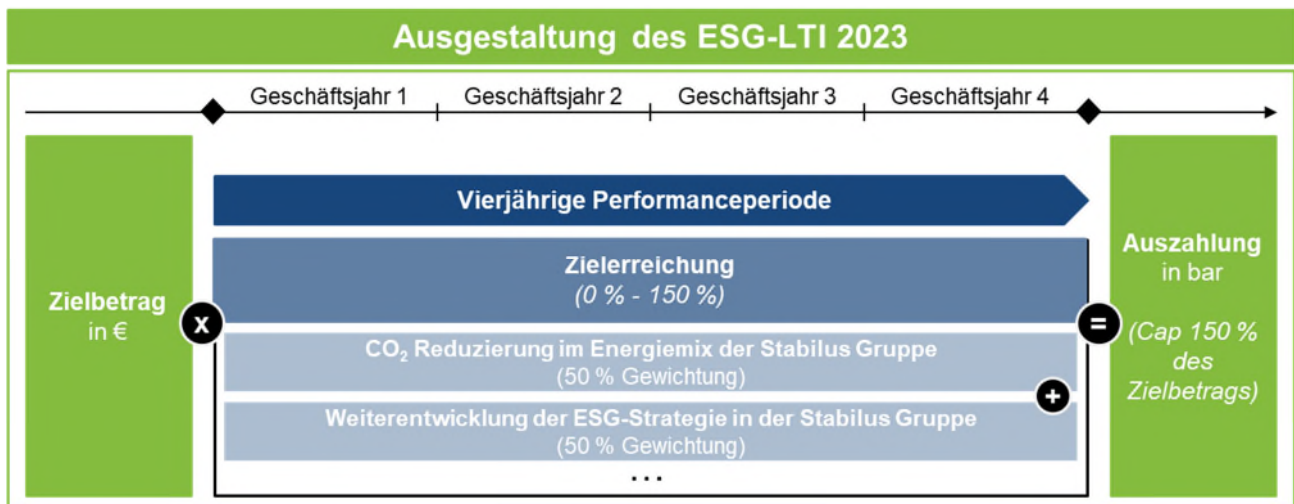 Ausgestaltung des ESG-LTI 2023
Geschäftsjahr 1
Geschäftsjahr 2
Geschäftsjahr 3
Geschäftsjahr 4
Zielbetrag
in €
x
Vierjährige Performanceperiode
Zielerreichung
(0 % - 150 %)
CO₂ Reduzierung im Energiemix der Stabilus Gruppe
(50 % Gewichtung)
+
Weiterentwicklung der ESG-Strategie in der Stabilus Gruppe
(50 % Gewichtung)
...
=
Auszahlung
in bar
(Cap 150 %
des
Zielbetrags)